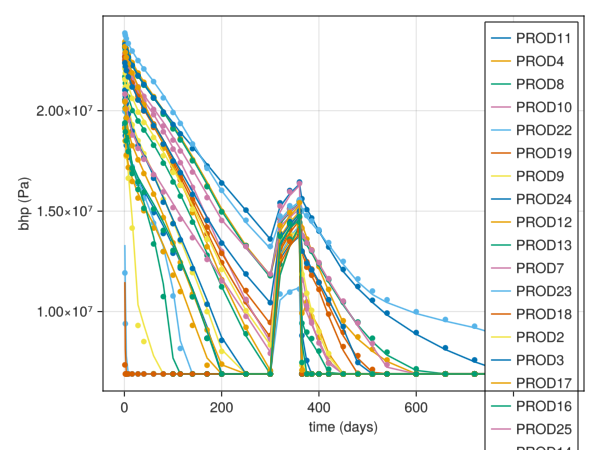 2.00×10⁷
1.50×10⁷
1.00×10⁷
bhp (Pa)
0
200
400
600
time (days)
PROD11
PROD4
PROD8
PROD10
PROD22
PROD19
PROD9
PROD24
PROD12
PROD13
PROD7
PROD23
PROD18
PROD2
PROD3
PROD17
PROD16
PROD25